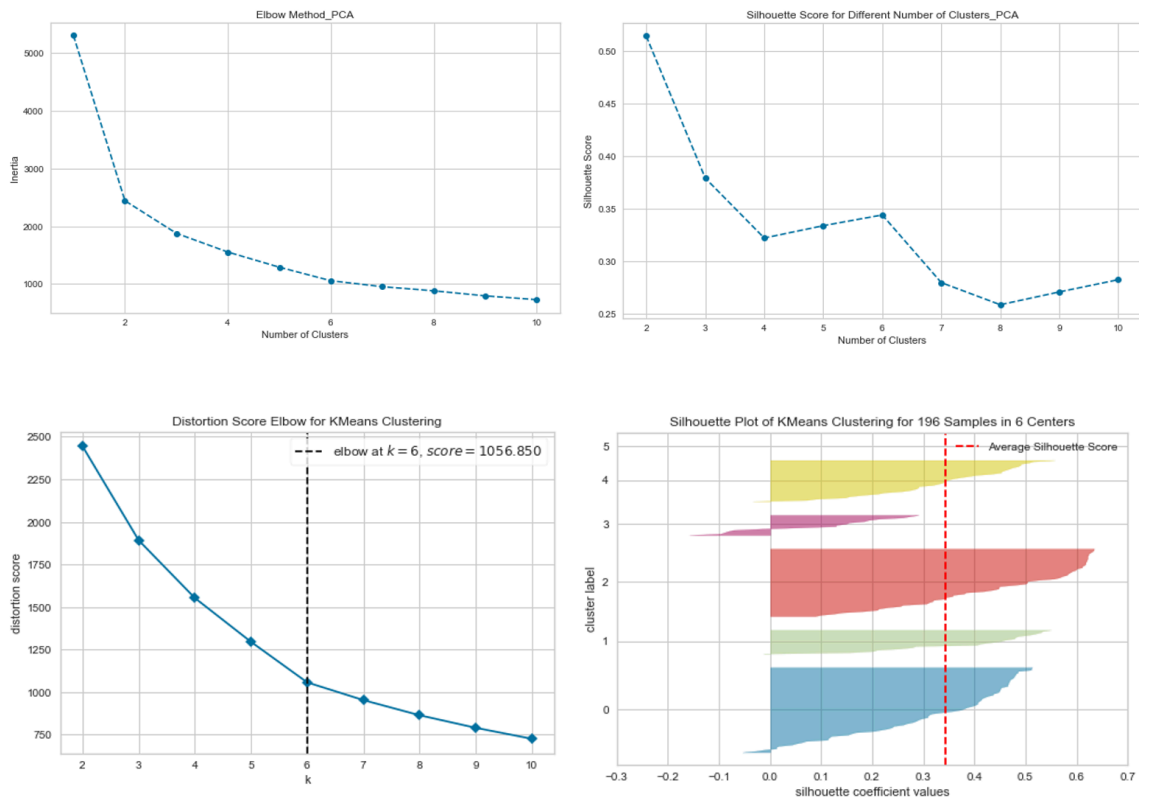 Elbow Method_PCA
Inertia
5000
4000
3000
2000
1000
2 4 6 8 10
Number of Clusters
Silhouette Score for Different Number of Clusters_PCA
Silhouette Score
0.50
0.45
0.40
0.35
0.30
0.25
2 3 4 5 6 7 8 9 10
Number of Clusters
Distortion Score Elbow for KMeans Clustering
elbow at k = 6, score = 1056.850
distortion score
2500
2250
2000
1750
1500
1250
1000
750
2 3 4 5 6 7 8 9 10
k
Silhouette Plot of KMeans Clustering for 196 Samples in 6 Centers
Average Silhouette Score
cluster label
5
4
3
2
1
0
−0.3 −0.2 −0.1 0.0 0.1 0.2 0.3 0.4 0.5 0.6 0.7
silhouette coefficient values